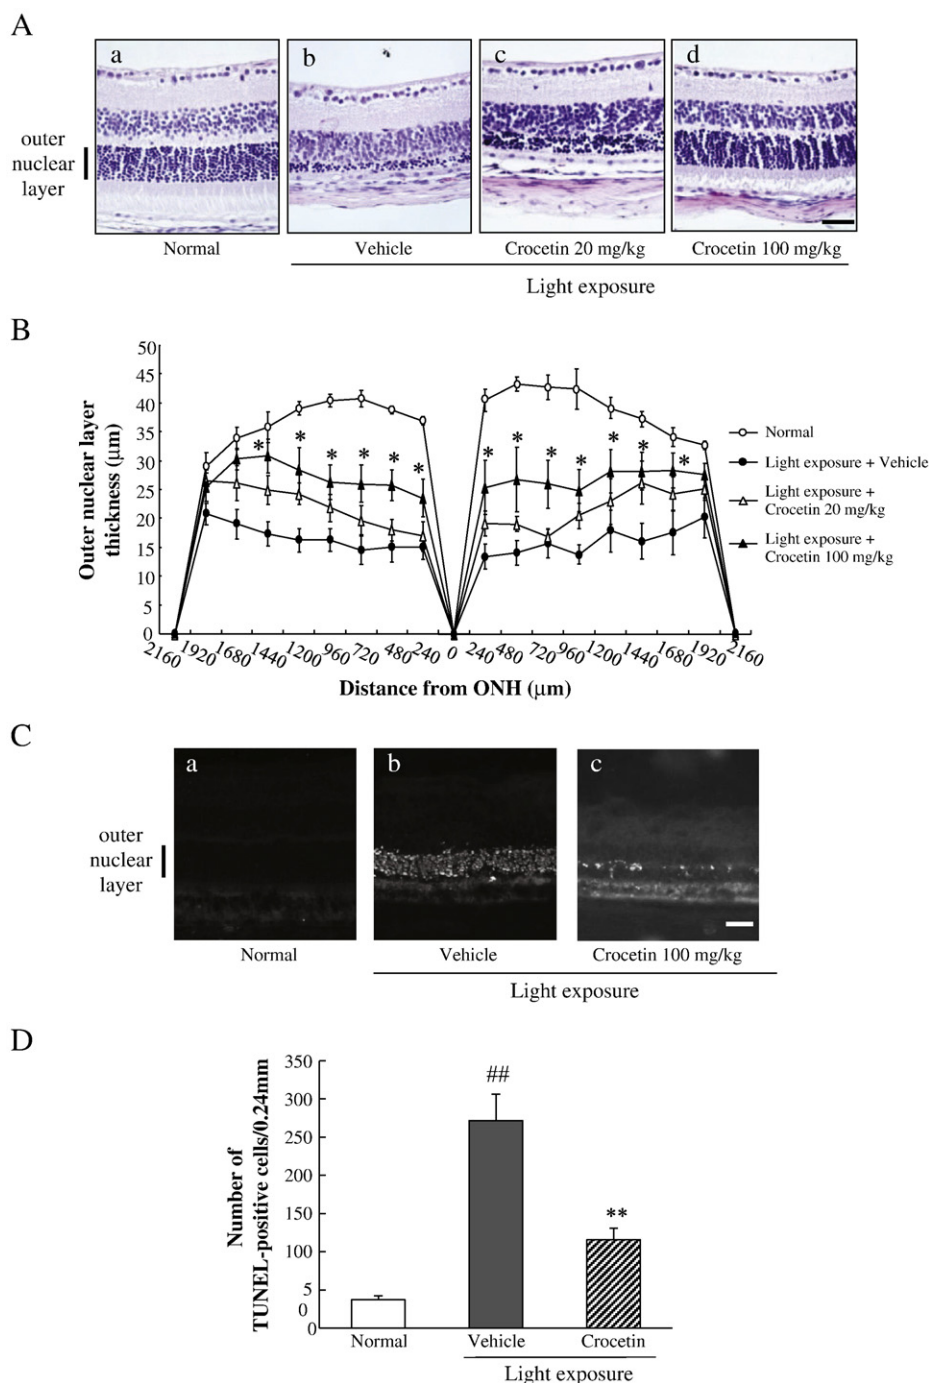 A
a
b
c
d
outer
nuclear
layer
Normal
Vehicle
Crocetin 20 mg/kg
Crocetin 100 mg/kg
Light exposure
B
Outer nuclear layer
thickness (μm)
50
45
40
35
30
25
20
15
10
5
0
* * * * * * * * * * * * *
2160 1920 1680 1440 1200 960 720 480 240 0 240 480 720 960 1200 1440 1680 1920 2160
Distance from ONH (μm)
Normal
Light exposure + Vehicle
Light exposure +
Crocetin 20 mg/kg
Light exposure +
Crocetin 100 mg/kg
C
a
b
c
outer
nuclear
layer
Normal
Vehicle
Crocetin 100 mg/kg
Light exposure
D
Number of
TUNEL-positive cells/0.24mm
350
300
250
200
150
100
5
0
0
##
**
Normal
Vehicle
Crocetin
Light exposure